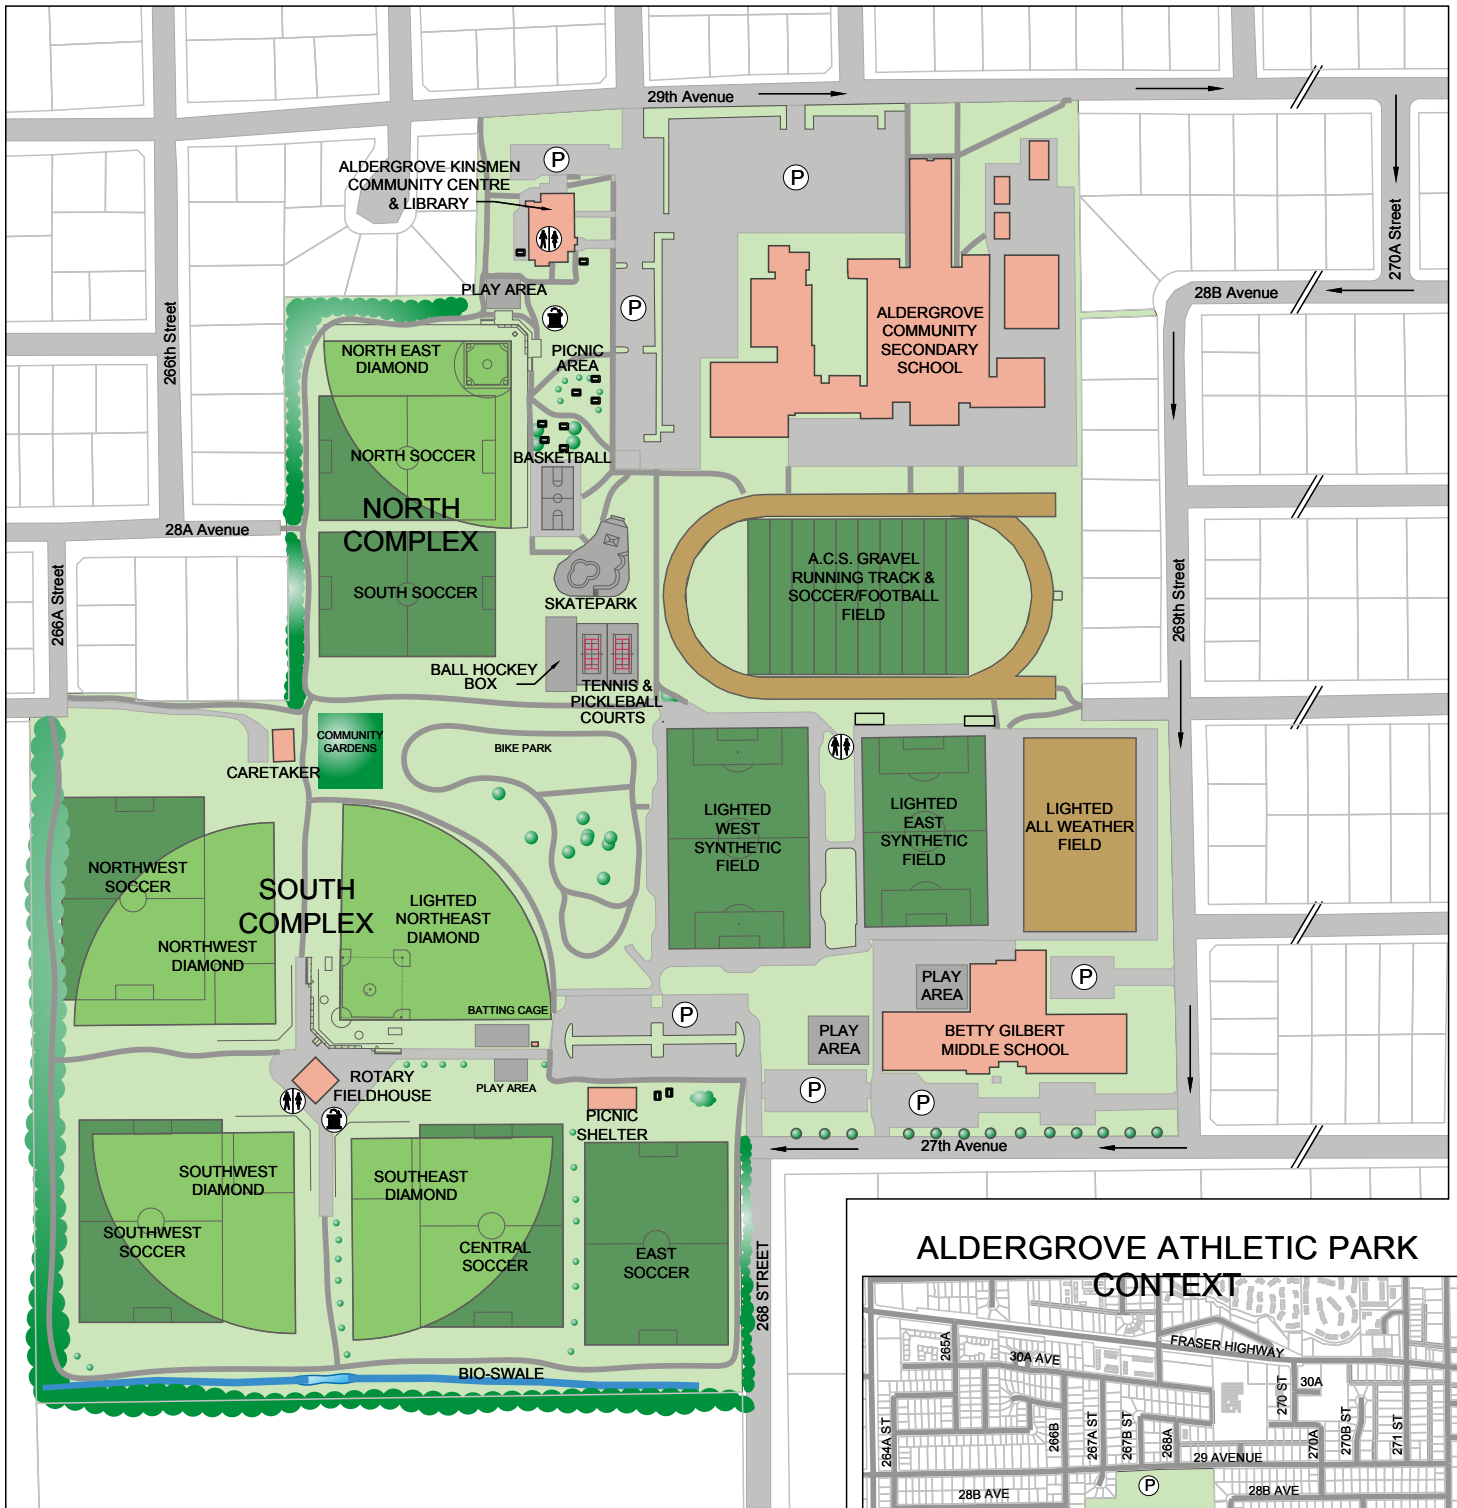 29th Avenue
ALDERGROVE KINSMEN
COMMUNITY CENTRE
& LIBRARY
P
P
P
270A Street
28B Avenue
266th Street
PLAY AREA
ALDERGROVE
COMMUNITY
SECONDARY
SCHOOL
NORTH EAST
DIAMOND
PICNIC
AREA
NORTH SOCCER
BASKETBALL
NORTH
COMPLEX
28A Avenue
A.C.S. GRAVEL
RUNNING TRACK &
SOCCER/FOOTBALL
FIELD
266A Street
SOUTH SOCCER
SKATEPARK
269th Street
BALL HOCKEY
BOX
TENNIS &
PICKLEBALL
COURTS
COMMUNITY
GARDENS
BIKE PARK
CARETAKER
LIGHTED
WEST
SYNTHETIC
FIELD
LIGHTED
EAST
SYNTHETIC
FIELD
LIGHTED
ALL WEATHER
FIELD
NORTHWEST
SOCCER
SOUTH
COMPLEX
LIGHTED
NORTHEAST
DIAMOND
NORTHWEST
DIAMOND
PLAY
AREA
P
BATTING CAGE
P
PLAY
AREA
BETTY GILBERT
MIDDLE SCHOOL
ROTARY
FIELDHOUSE
PLAY AREA
P
P
PICNIC
SHELTER
27th Avenue
SOUTHWEST
DIAMOND
SOUTHEAST
DIAMOND
SOUTHWEST
SOCCER
CENTRAL
SOCCER
EAST
SOCCER
268 STREET
BIO-SWALE
ALDERGROVE ATHLETIC PARK
CONTEXT
FRASER HIGHWAY
265A
30A AVE
30A
270 ST
264A ST
266B
267A ST
267B ST
268A
270A
270B ST
271 ST
29 AVENUE
P
28B AVE
28B AVE